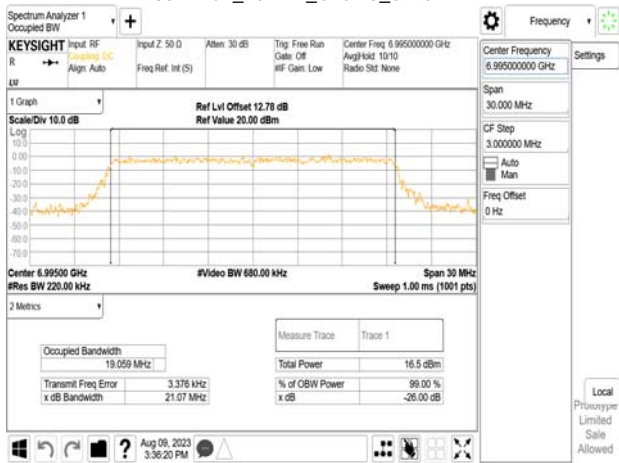 Spectrum Analyzer 1
Occupied BW
Frequency
KEYSIGHT
R
LXI
Input: RF
Coupling: DC
Align: Auto
Input Z: 50 Ω
Freq Ref: Int (S)
Atten: 30 dB
Trig: Free Run
Gate: Off
#IF Gain: Low
Center Freq: 6.995000000 GHz
Avg|Hold: 10/10
Radio Std: None
Center Frequency
6.995000000 GHz
Settings
Span
30.000 MHz
CF Step
3.000000 MHz
Auto
Man
Freq Offset
0 Hz
1 Graph
Scale/Div 10.0 dB
Ref Lvl Offset 12.78 dB
Ref Value 20.00 dBm
Log
10.0
0.00
-10.0
-20.0
-30.0
-40.0
-50.0
-60.0
-70.0
Center 6.99500 GHz
#Video BW 680.00 kHz
Span 30 MHz
#Res BW 220.00 kHz
Sweep 1.00 ms (1001 pts)
2 Metrics
Measure Trace
Trace 1
Occupied Bandwidth
19.059 MHz
Total Power
16.5 dBm
Transmit Freq Error
3.376 kHz
% of OBW Power
99.00 %
x dB Bandwidth
21.07 MHz
x dB
-26.00 dB
Local
Prototype
Limited
Sale
Allowed
?
Aug 09, 2023
3:36:20 PM